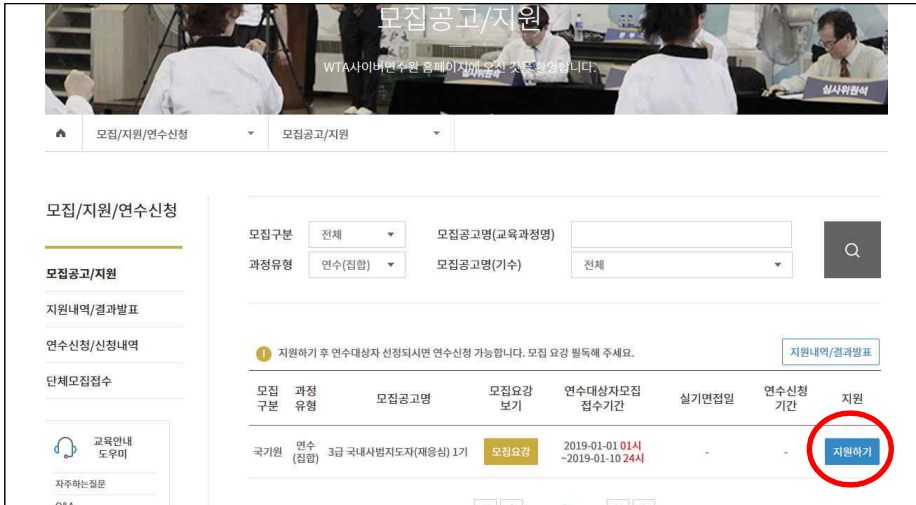 모집공고/지원
WTA사이버연수원 홈페이지에 오신 것을 환영합니다.
심사위원석
모집/지원/연수신청
모집공고/지원
모집/지원/연수신청
모집공고/지원
지원내역/결과발표
연수신청/신청내역
단체모집접수
교육안내
도우미
자주하는질문
모집구분 전체 모집공고명(교육과정명)
과정유형 연수(집합) 모집공고명(기수) 전체
지원하기 후 연수대상자 선정되시면 연수신청 가능합니다. 모집 요강 필독해 주세요.
지원내역/결과발표
모집 과정 모집공고명 모집요강 연수대상자모집 실기면접일 연수신청 지원
구분 유형 보기 접수기간 기간
국기원 연수 3급 국내사범지도자(재응심) 1기 모집요강 2019-01-01 01시 - - 지원하기
(집합) ~2019-01-10 24시